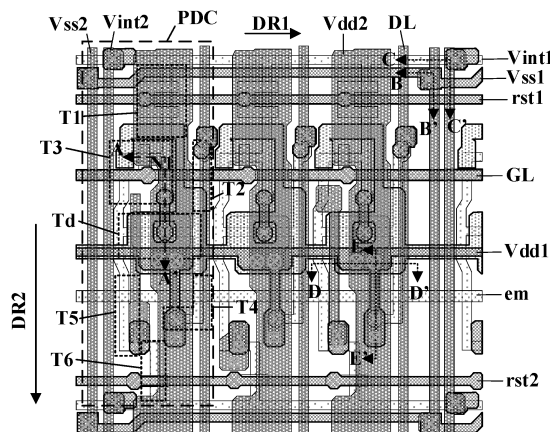 Vss2 Vint2 PDC DR1 Vdd2 DL
C Vint1
B Vss1
T1 rst1
B' C'
T3 A N1
GL
T2
Td
E Vdd1
A'
D D'
em
DR2
T5 T4
T6 E'
rst2